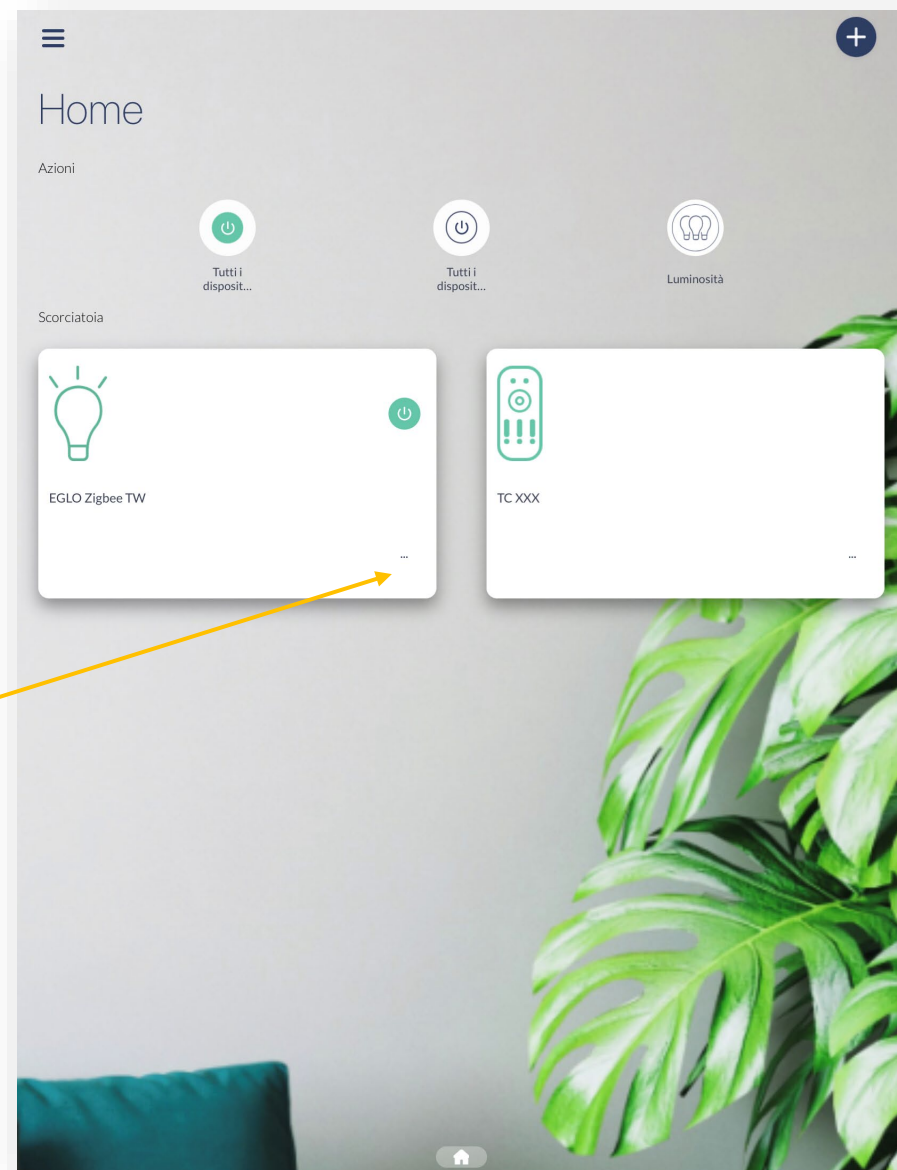 Home
Azioni
Tutti i
disposit...
Tutti i
disposit...
Luminosità
Scorciatoia
EGLO Zigbee TW
TC XXX
...
...